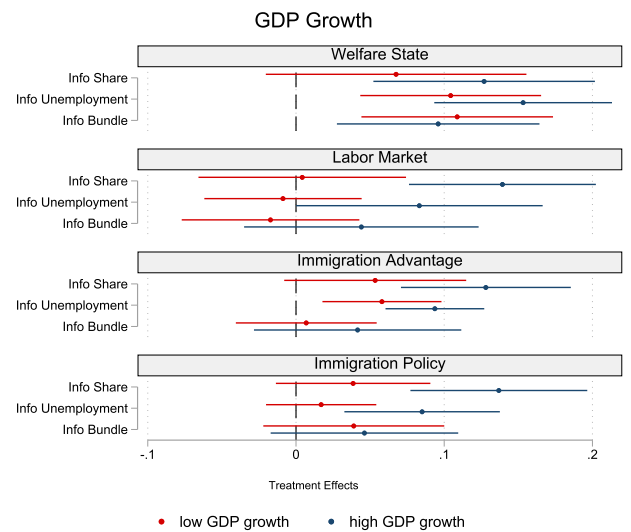 GDP Growth
Welfare State
Info Share
Info Unemployment
Info Bundle
Labor Market
Info Share
Info Unemployment
Info Bundle
Immigration Advantage
Info Share
Info Unemployment
Info Bundle
Immigration Policy
Info Share
Info Unemployment
Info Bundle
-.1 0 .1 .2
Treatment Effects
low GDP growth high GDP growth